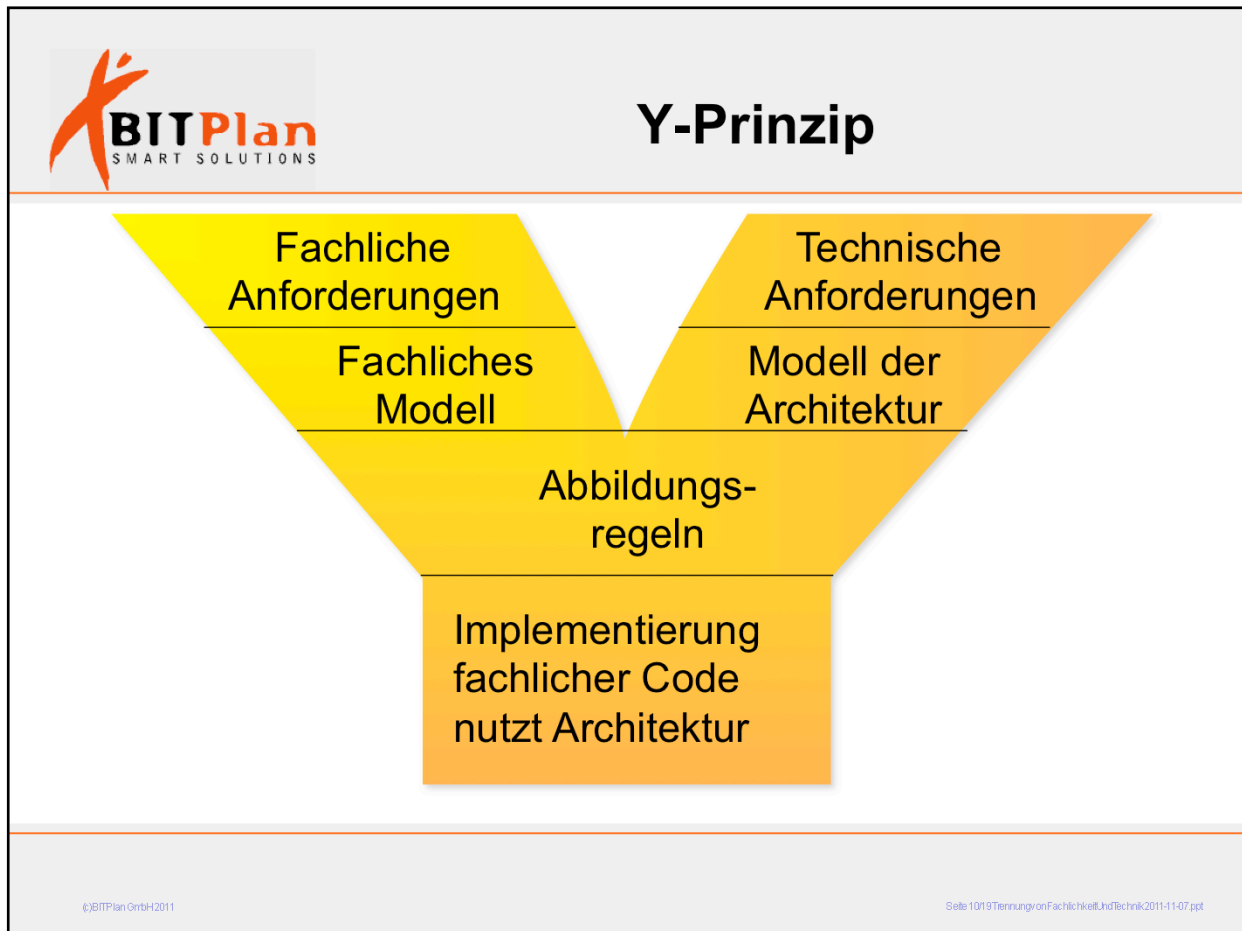 BITPlan
SMART SOLUTIONS
Y-Prinzip
Fachliche
Anforderungen
Technische
Anforderungen
Fachliches
Modell
Modell der
Architektur
Abbildungs-
regeln
Implementierung
fachlicher Code
nutzt Architektur
(c)BITPlan GmbH 2011
Seite 10/19 TrennungvonFachlichkeitUndTechnik2011-11-07.ppt